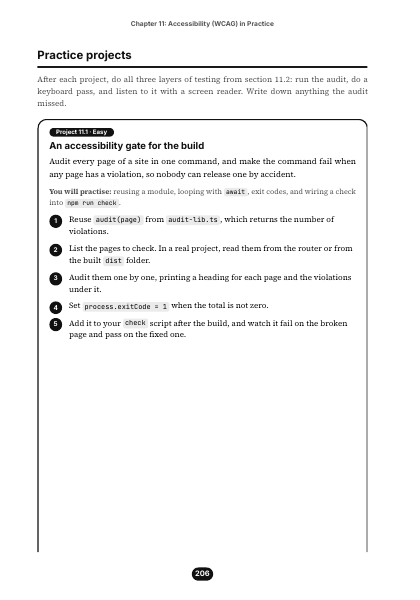 Chapter 11: Accessibility (WCAG) in Practice
Practice projects
After each project, do all three layers of testing from section 11.2: run the audit, do a
keyboard pass, and listen to it with a screen reader. Write down anything the audit
missed.
Project 11.1 · Easy
An accessibility gate for the build
Audit every page of a site in one command, and make the command fail when
any page has a violation, so nobody can release one by accident.
You will practise: reusing a module, looping with await, exit codes, and wiring a check
into npm run check.
1 Reuse audit(page) from audit-lib.ts, which returns the number of
violations.
2 List the pages to check. In a real project, read them from the router or from
the built dist folder.
3 Audit them one by one, printing a heading for each page and the violations
under it.
4 Set process.exitCode = 1 when the total is not zero.
5 Add it to your check script after the build, and watch it fail on the broken
page and pass on the fixed one.
206